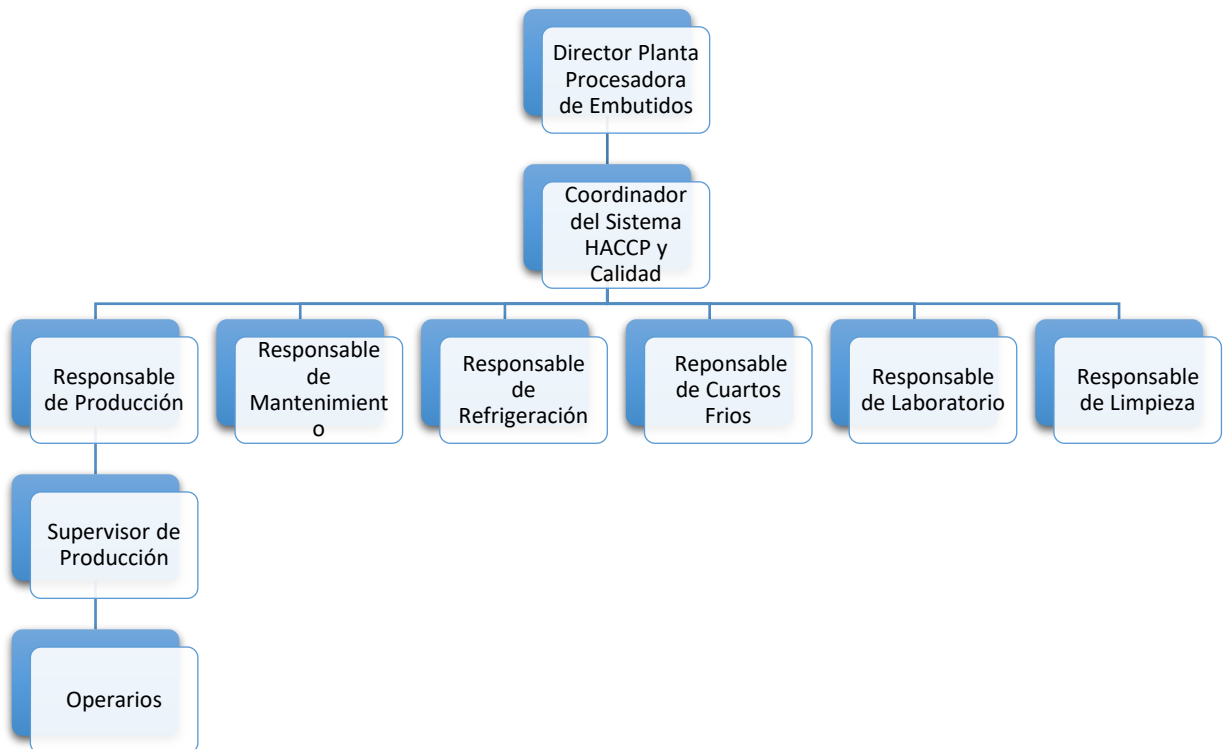 Director Planta
Procesadora
de Embutidos
Coordinador
del Sistema
HACCP y
Calidad
Responsable
de Producción
Responsable
de
Mantenimient
o
Responsable
de
Refrigeración
Reponsable
de Cuartos
Frios
Responsable
de Laboratorio
Responsable
de Limpieza
Supervisor de
Producción
Operarios